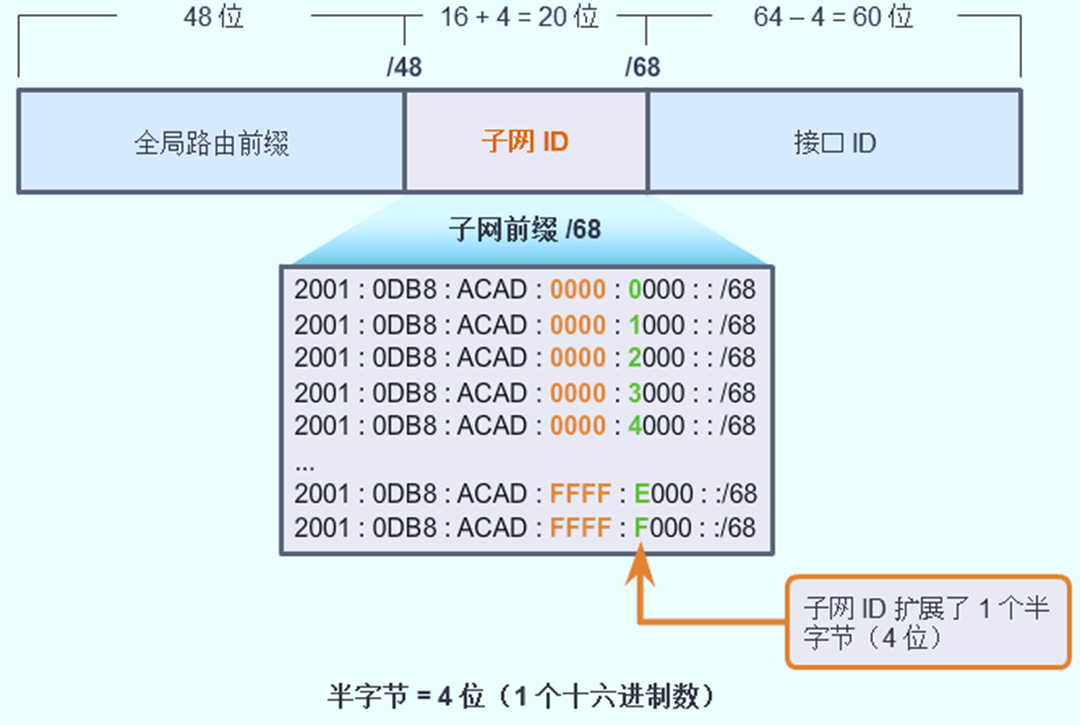 48 位 16 + 4 = 20 位 64 – 4 = 60 位
/48 /68
全局路由前缀 子网 ID 接口 ID
子网前缀 /68
2001 : 0DB8 : ACAD : 0000 : 0000 : : /68
2001 : 0DB8 : ACAD : 0000 : 1000 : : /68
2001 : 0DB8 : ACAD : 0000 : 2000 : : /68
2001 : 0DB8 : ACAD : 0000 : 3000 : : /68
2001 : 0DB8 : ACAD : 0000 : 4000 : : /68
...
2001 : 0DB8 : ACAD : FFFF : E000 : :/68
2001 : 0DB8 : ACAD : FFFF : F000 : :/68
子网 ID 扩展了 1 个半
字节（4 位）
半字节 = 4 位（1 个十六进制数）